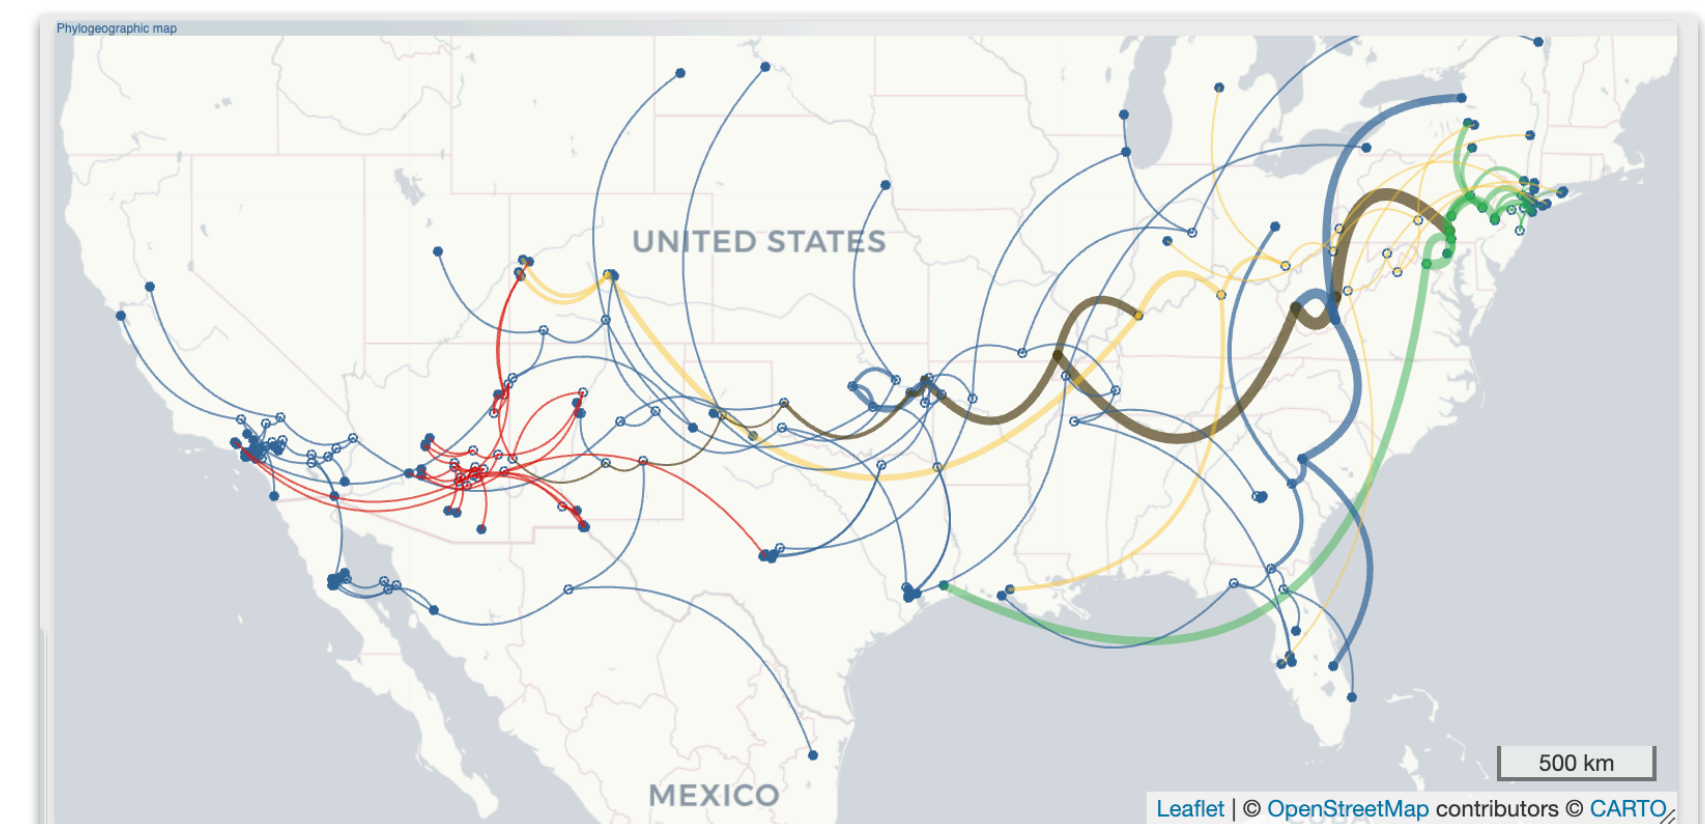 Phylogeographic map
UNITED STATES
MEXICO
500 km
Leaflet | © OpenStreetMap contributors © CARTO